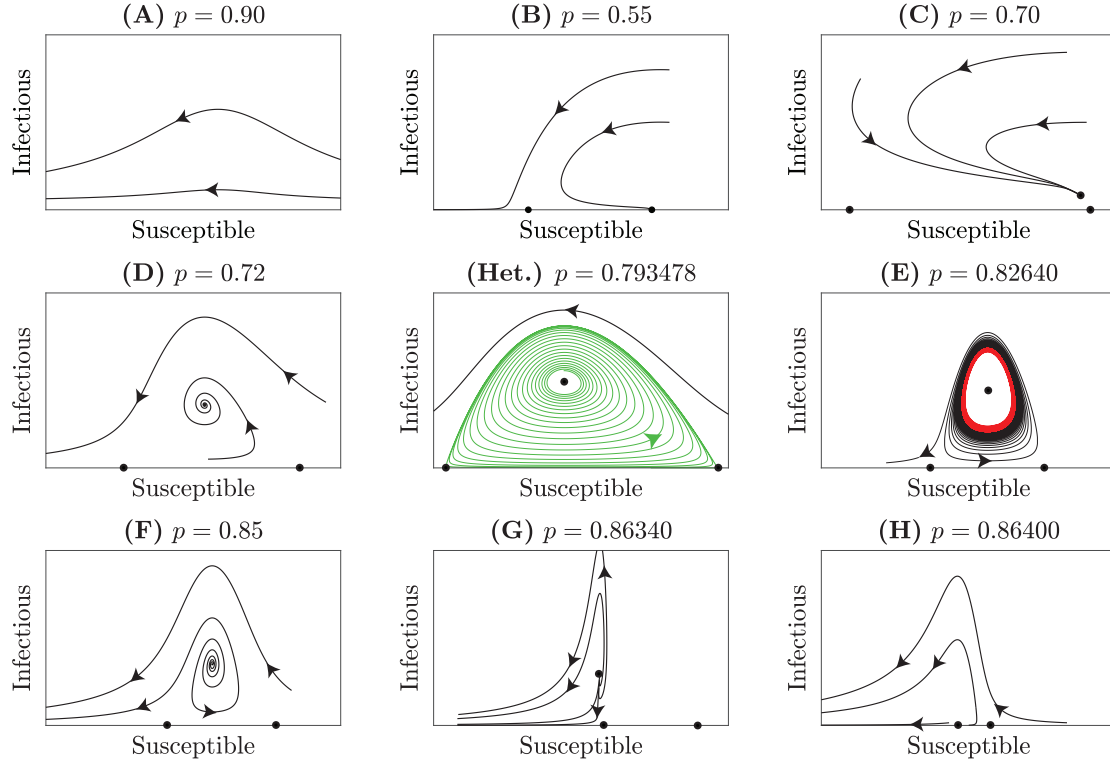 (A) p = 0.90
(B) p = 0.55
(C) p = 0.70
Infectious
Infectious
Infectious
Susceptible
Susceptible
Susceptible
(D) p = 0.72
(Het.) p = 0.793478
(E) p = 0.82640
Infectious
Infectious
Infectious
Susceptible
Susceptible
Susceptible
(F) p = 0.85
(G) p = 0.86340
(H) p = 0.86400
Infectious
Infectious
Infectious
Susceptible
Susceptible
Susceptible